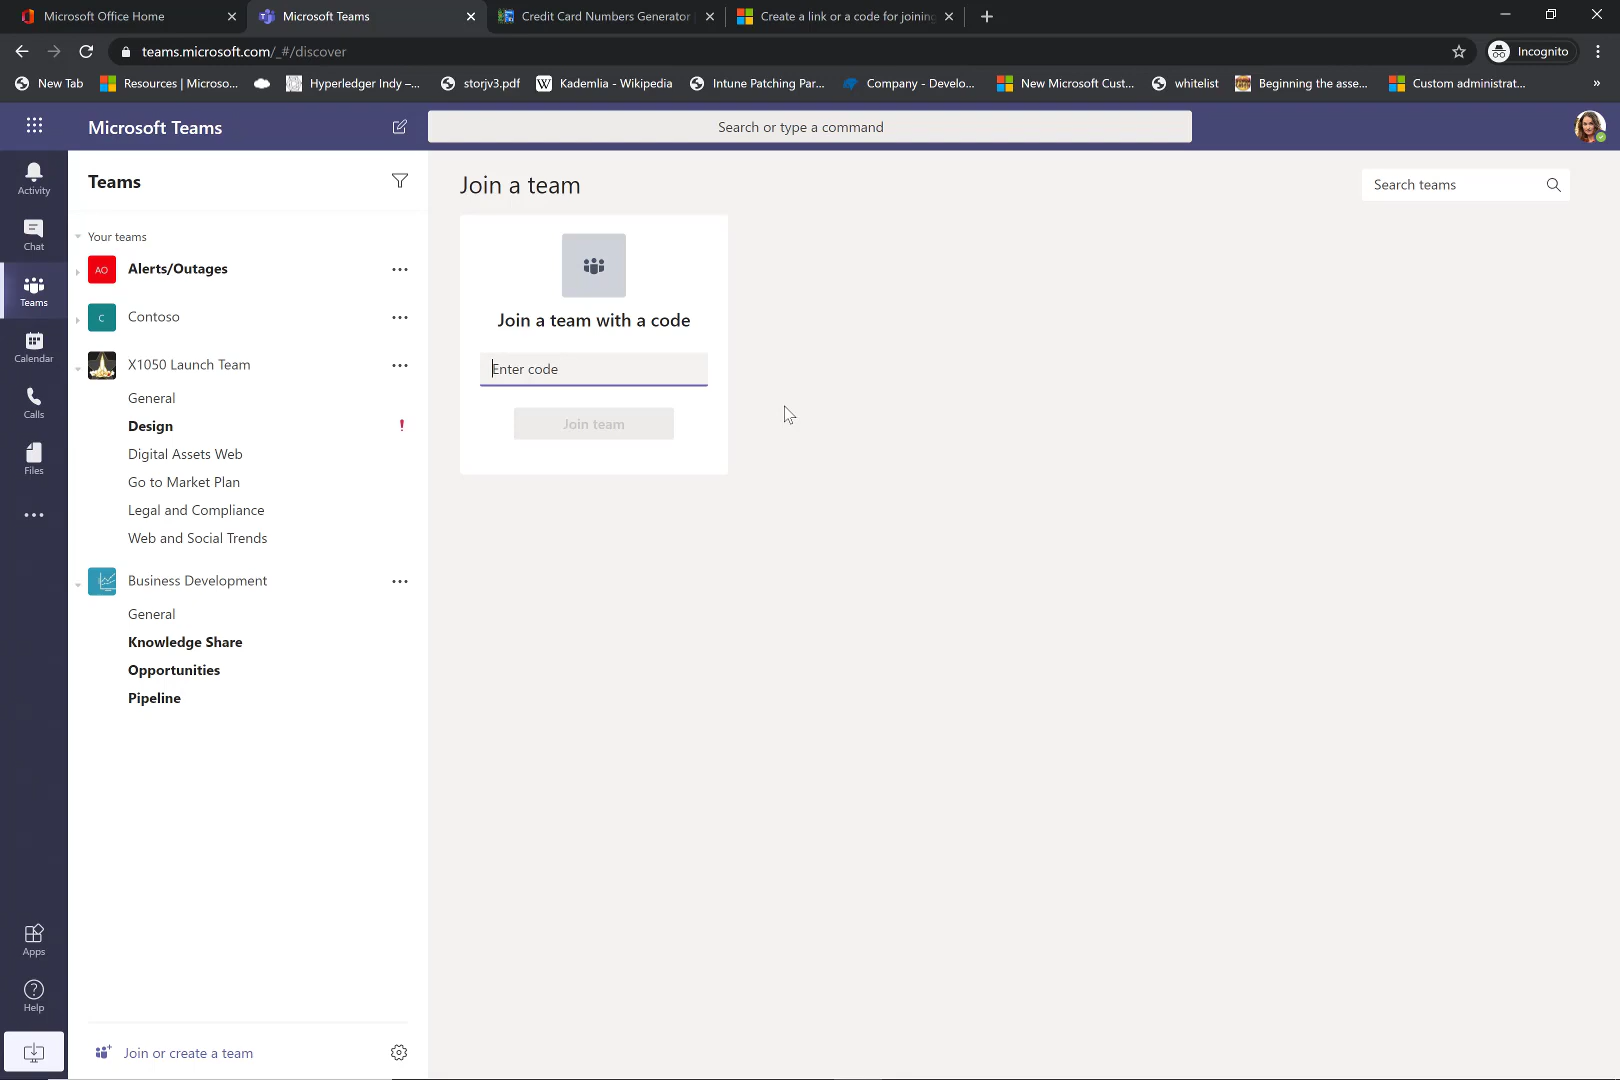 Microsoft Office Home
Microsoft Teams
Credit Card Numbers Generator
Create a link or a code for joining
teams.microsoft.com/_#/discover
Incognito
New Tab
Resources | Microso...
Hyperledger Indy –...
storjv3.pdf
Kademlia - Wikipedia
Intune Patching Par...
Company - Develo...
New Microsoft Cust...
whitelist
Beginning the asse...
Custom administrat...
»
Microsoft Teams
Search or type a command
Activity
Chat
Teams
Calendar
Calls
Files
Apps
Help
Teams
Your teams
AO Alerts/Outages
C Contoso
X1050 Launch Team
General
Design !
Digital Assets Web
Go to Market Plan
Legal and Compliance
Web and Social Trends
Business Development
General
Knowledge Share
Opportunities
Pipeline
Join or create a team
Join a team
Search teams
Join a team with a code
Enter code
Join team